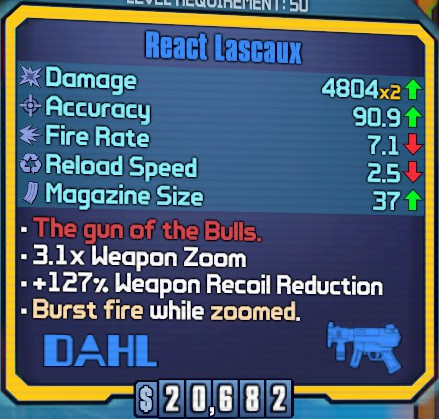 LEVEL REQUIREMENT: 50
React Lascaux
Damage 4804x2
Accuracy 90.9
Fire Rate 7.1
Reload Speed 2.5
Magazine Size 37
• The gun of the Bulls.
• 3.1x Weapon Zoom
• +127% Weapon Recoil Reduction
• Burst fire while zoomed.
DAHL
$20,682